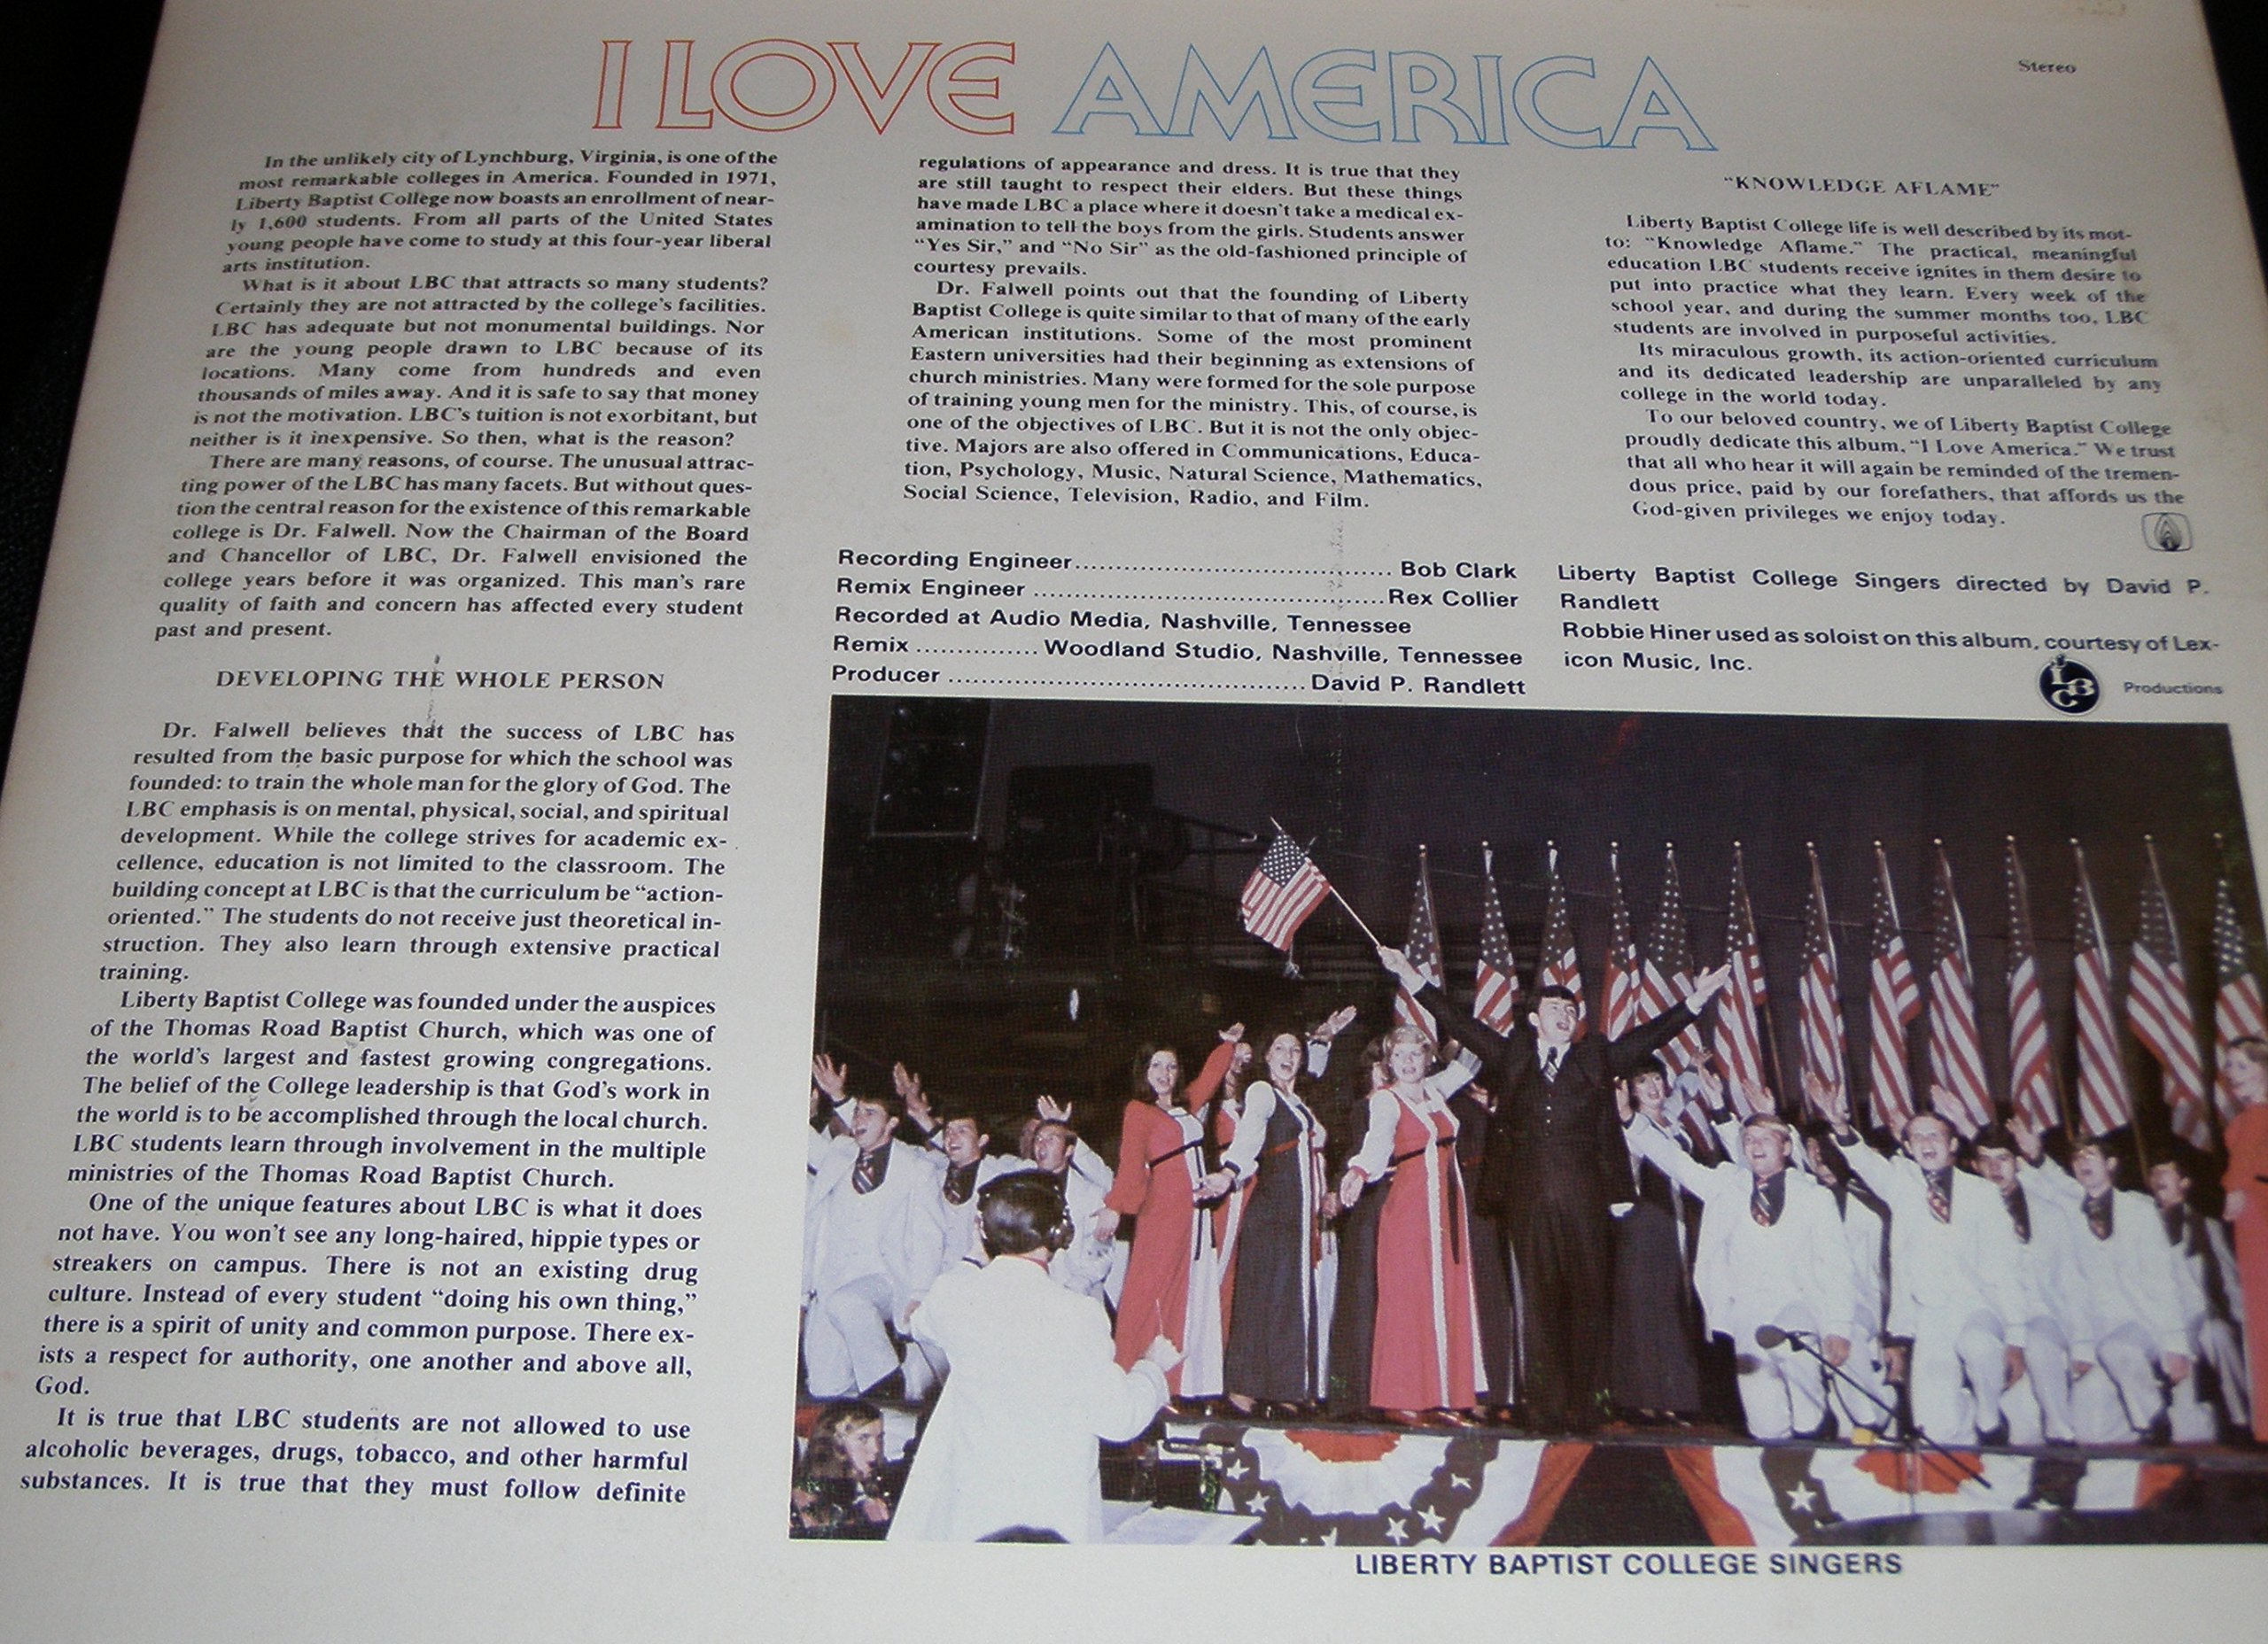 I LOVE AMERICA
Stereo
In the unlikely city of Lynchburg, Virginia, is one of the
most remarkable colleges in America. Founded in 1971,
Liberty Baptist College now boasts an enrollment of near-
ly 1,600 students. From all parts of the United States
young people have come to study at this four-year liberal
arts institution.
What is it about LBC that attracts so many students?
Certainly they are not attracted by the college's facilities.
LBC has adequate but not monumental buildings. Nor
are the young people drawn to LBC because of its
locations. Many come from hundreds and even
thousands of miles away. And it is safe to say that money
is not the motivation. LBC's tuition is not exorbitant, but
neither is it inexpensive. So then, what is the reason?
There are many reasons, of course. The unusual attrac-
ting power of the LBC has many facets. But without ques-
tion the central reason for the existence of this remarkable
college is Dr. Falwell. Now the Chairman of the Board
and Chancellor of LBC, Dr. Falwell envisioned the
college years before it was organized. This man's rare
quality of faith and concern has affected every student
past and present.
DEVELOPING THE WHOLE PERSON
Dr. Falwell believes that the success of LBC has
resulted from the basic purpose for which the school was
founded: to train the whole man for the glory of God. The
LBC emphasis is on mental, physical, social, and spiritual
development. While the college strives for academic ex-
cellence, education is not limited to the classroom. The
building concept at LBC is that the curriculum be “action-
oriented.” The students do not receive just theoretical in-
struction. They also learn through extensive practical
training.
Liberty Baptist College was founded under the auspices
of the Thomas Road Baptist Church, which was one of
the world's largest and fastest growing congregations.
The belief of the College leadership is that God's work in
the world is to be accomplished through the local church.
LBC students learn through involvement in the multiple
ministries of the Thomas Road Baptist Church.
One of the unique features about LBC is what it does
not have. You won't see any long-haired, hippie types or
streakers on campus. There is not an existing drug
culture. Instead of every student “doing his own thing,”
there is a spirit of unity and common purpose. There ex-
ists a respect for authority, one another and above all,
God.
It is true that LBC students are not allowed to use
alcoholic beverages, drugs, tobacco, and other harmful
substances. It is true that they must follow definite
regulations of appearance and dress. It is true that they
are still taught to respect their elders. But these things
have made LBC a place where it doesn't take a medical ex-
amination to tell the boys from the girls. Students answer
“Yes Sir,” and “No Sir” as the old-fashioned principle of
courtesy prevails.
Dr. Falwell points out that the founding of Liberty
Baptist College is quite similar to that of many of the early
American institutions. Some of the most prominent
Eastern universities had their beginning as extensions of
church ministries. Many were formed for the sole purpose
of training young men for the ministry. This, of course, is
one of the objectives of LBC. But it is not the only objec-
tive. Majors are also offered in Communications, Educa-
tion, Psychology, Music, Natural Science, Mathematics,
Social Science, Television, Radio, and Film.
“KNOWLEDGE AFLAME”
Liberty Baptist College life is well described by its mot-
to: “Knowledge Aflame.” The practical, meaningful
education LBC students receive ignites in them desire to
put into practice what they learn. Every week of the
school year, and during the summer months too, LBC
students are involved in purposeful activities.
Its miraculous growth, its action-oriented curriculum
and its dedicated leadership are unparalleled by any
college in the world today.
To our beloved country, we of Liberty Baptist College
proudly dedicate this album, “I Love America.” We trust
that all who hear it will again be reminded of the tremen-
dous price, paid by our forefathers, that affords us the
God-given privileges we enjoy today.
Recording Engineer.................................... Bob Clark
Remix Engineer ........................................Rex Collier
Recorded at Audio Media, Nashville, Tennessee
Remix ............... Woodland Studio, Nashville, Tennessee
Producer .........................................David P. Randlett
Liberty Baptist College Singers directed by David P.
Randlett
Robbie Hiner used as soloist on this album, courtesy of Lex-
icon Music, Inc.
LBC Productions
LIBERTY BAPTIST COLLEGE SINGERS